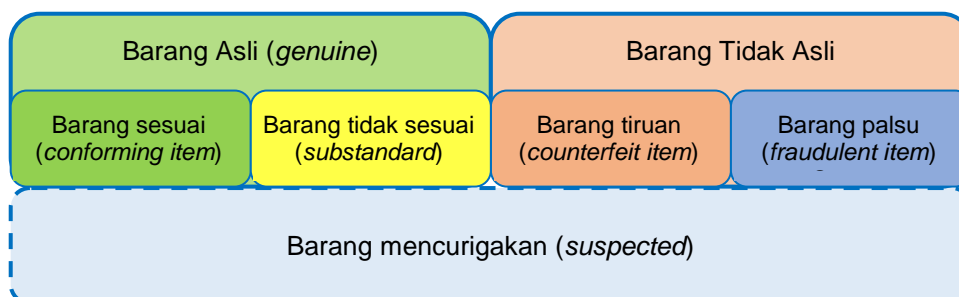 Barang Asli (genuine)
Barang Tidak Asli
Barang sesuai
(conforming item)
Barang tidak sesuai
(substandard)
Barang tiruan
(counterfeit item)
Barang palsu
(fraudulent item)
Barang mencurigakan (suspected)